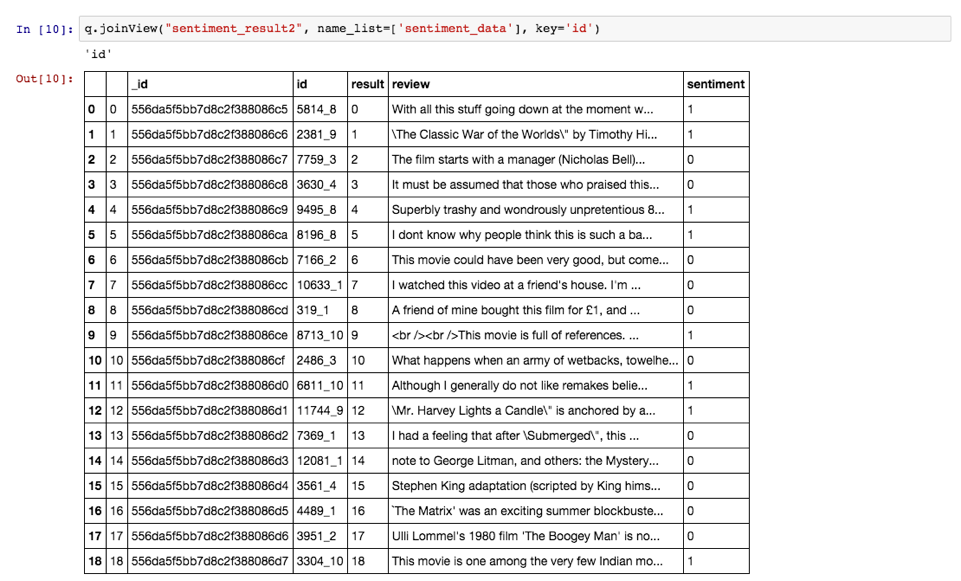 In [10]: q.joinView("sentiment_result2", name_list=['sentiment_data'], key='id')
'id'
Out[10]:
_id id result review sentiment
0 0 556da5f5bb7d8c2f388086c5 5814_8 0 With all this stuff going down at the moment w... 1
1 1 556da5f5bb7d8c2f388086c6 2381_9 1 \The Classic War of the Worlds\" by Timothy Hi... 1
2 2 556da5f5bb7d8c2f388086c7 7759_3 2 The film starts with a manager (Nicholas Bell)... 0
3 3 556da5f5bb7d8c2f388086c8 3630_4 3 It must be assumed that those who praised this... 0
4 4 556da5f5bb7d8c2f388086c9 9495_8 4 Superbly trashy and wondrously unpretentious 8... 1
5 5 556da5f5bb7d8c2f388086ca 8196_8 5 I dont know why people think this is such a ba... 1
6 6 556da5f5bb7d8c2f388086cb 7166_2 6 This movie could have been very good, but come... 0
7 7 556da5f5bb7d8c2f388086cc 10633_1 7 I watched this video at a friend's house. I'm ... 0
8 8 556da5f5bb7d8c2f388086cd 319_1 8 A friend of mine bought this film for £1, and ... 0
9 9 556da5f5bb7d8c2f388086ce 8713_10 9 <br /><br />This movie is full of references. ... 1
10 10 556da5f5bb7d8c2f388086cf 2486_3 10 What happens when an army of wetbacks, towelhe... 0
11 11 556da5f5bb7d8c2f388086d0 6811_10 11 Although I generally do not like remakes belie... 1
12 12 556da5f5bb7d8c2f388086d1 11744_9 12 \Mr. Harvey Lights a Candle\" is anchored by a... 1
13 13 556da5f5bb7d8c2f388086d2 7369_1 13 I had a feeling that after \Submerged\", this ... 0
14 14 556da5f5bb7d8c2f388086d3 12081_1 14 note to George Litman, and others: the Mystery... 0
15 15 556da5f5bb7d8c2f388086d4 3561_4 15 Stephen King adaptation (scripted by King hims... 0
16 16 556da5f5bb7d8c2f388086d5 4489_1 16 `The Matrix' was an exciting summer blockbuste... 0
17 17 556da5f5bb7d8c2f388086d6 3951_2 17 Ulli Lommel's 1980 film 'The Boogey Man' is no... 0
18 18 556da5f5bb7d8c2f388086d7 3304_10 18 This movie is one among the very few Indian mo... 1